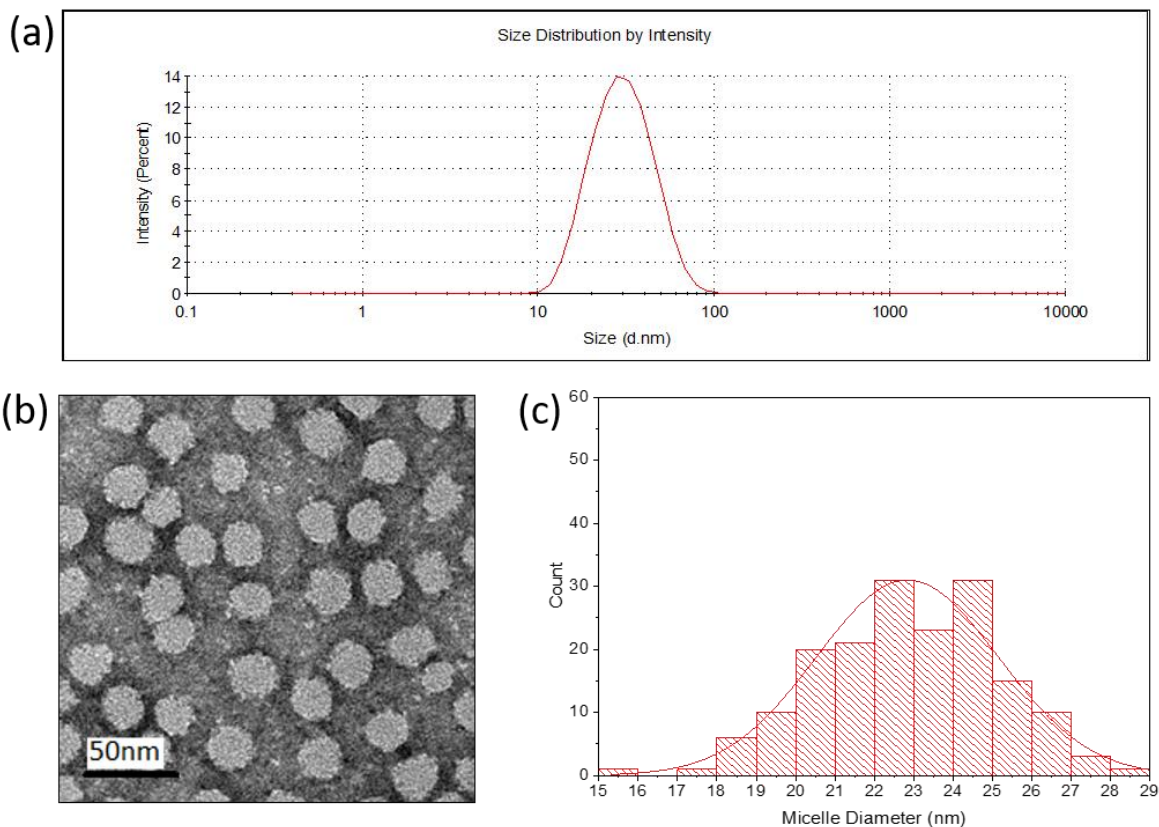 (a)
Size Distribution by Intensity
Intensity (Percent)
14
12
10
8
6
4
2
0
0.1 1 10 100 1000 10000
Size (d.nm)
(b)
50nm
(c)
Count
60
50
40
30
20
10
0
15 16 17 18 19 20 21 22 23 24 25 26 27 28 29
Micelle Diameter (nm)